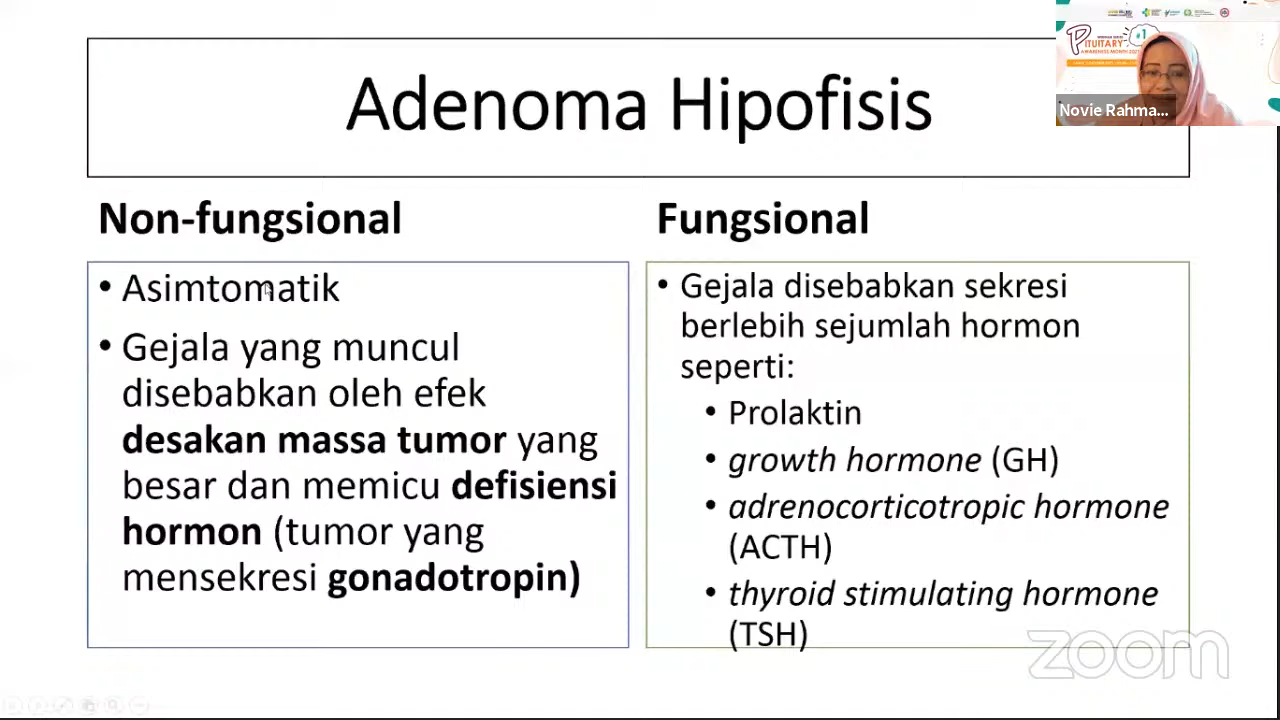 Adenoma Hipofisis
PITUITARY
#1
Novie Rahma...
Non-fungsional
• Asimtomatik
• Gejala yang muncul
disebabkan oleh efek
desakan massa tumor yang
besar dan memicu defisiensi
hormon (tumor yang
mensekresi gonadotropin)
Fungsional
• Gejala disebabkan sekresi
berlebih sejumlah hormon
seperti:
• Prolaktin
• growth hormone (GH)
• adrenocorticotropic hormone
(ACTH)
• thyroid stimulating hormone
(TSH)
zoom